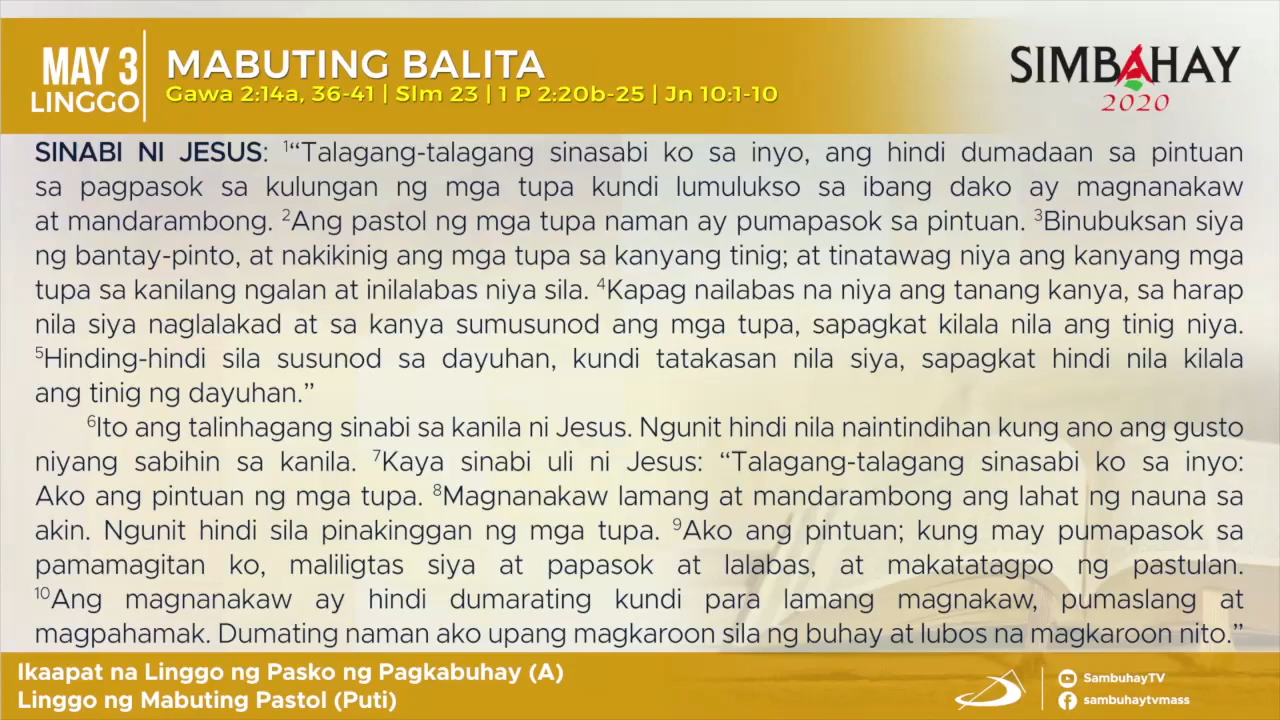 MAY 3
LINGGO
MABUTING BALITA
Gawa 2:14a, 36-41 | Slm 23 | 1 P 2:20b-25 | Jn 10:1-10
SIMBAHAY
2020
SINABI NI JESUS: ¹“Talagang-talagang sinasabi ko sa inyo, ang hindi dumadaan sa pintuan
sa pagpasok sa kulungan ng mga tupa kundi lumulukso sa ibang dako ay magnanakaw
at mandarambong. ²Ang pastol ng mga tupa naman ay pumapasok sa pintuan. ³Binubuksan siya
ng bantay-pinto, at nakikinig ang mga tupa sa kanyang tinig; at tinatawag niya ang kanyang mga
tupa sa kanilang ngalan at inilalabas niya sila. ⁴Kapag nailabas na niya ang tanang kanya, sa harap
nila siya naglalakad at sa kanya sumusunod ang mga tupa, sapagkat kilala nila ang tinig niya.
⁵Hinding-hindi sila susunod sa dayuhan, kundi tatakasan nila siya, sapagkat hindi nila kilala
ang tinig ng dayuhan.”
⁶Ito ang talinhagang sinabi sa kanila ni Jesus. Ngunit hindi nila naintindihan kung ano ang gusto
niyang sabihin sa kanila. ⁷Kaya sinabi uli ni Jesus: “Talagang-talagang sinasabi ko sa inyo:
Ako ang pintuan ng mga tupa. ⁸Magnanakaw lamang at mandarambong ang lahat ng nauna sa
akin. Ngunit hindi sila pinakinggan ng mga tupa. ⁹Ako ang pintuan; kung may pumapasok sa
pamamagitan ko, maliligtas siya at papasok at lalabas, at makatatagpo ng pastulan.
¹⁰Ang magnanakaw ay hindi dumarating kundi para lamang magnakaw, pumaslang at
magpahamak. Dumating naman ako upang magkaroon sila ng buhay at lubos na magkaroon nito.”
Ikaapat na Linggo ng Pasko ng Pagkabuhay (A)
Linggo ng Mabuting Pastol (Puti)
SambuhayTV
sambuhaytvmass